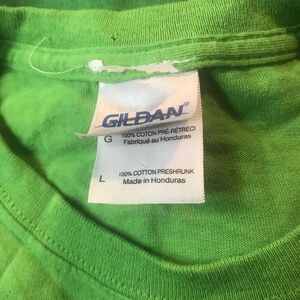 GILDAN
G 100% COTON PRÉ-RÉTRÉCI
Fabriqué au Honduras
L 100% COTTON PRESHRUNK
Made in Honduras